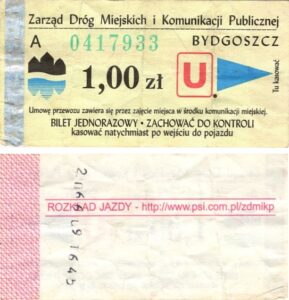 Zarząd Dróg Miejskich i Komunikacji Publicznej
A 0417933 BYDGOSZCZ
1,00 zł
U
Tu kasować
Umowę przewozu zawiera się przez zajęcie miejsca w środku komunikacji miejskiej.
BILET JEDNORAZOWY - ZACHOWAĆ DO KONTROLI
kasować natychmiast po wejściu do pojazdu
ROZKŁAD JAZDY - http://www.psi.com.pl/zdmikp